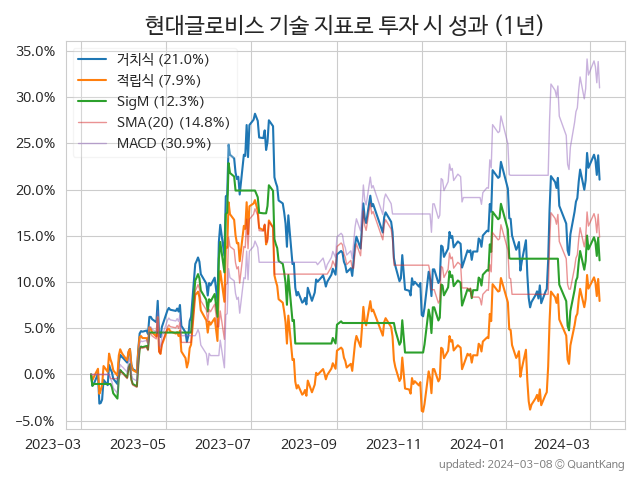 현대글로비스 기술 지표로 투자 시 성과 (1년)
거치식 (21.0%)
적립식 (7.9%)
SigM (12.3%)
SMA(20) (14.8%)
MACD (30.9%)
35.0%
30.0%
25.0%
20.0%
15.0%
10.0%
5.0%
0.0%
−5.0%
2023-03 2023-05 2023-07 2023-09 2023-11 2024-01 2024-03
updated: 2024-03-08 ⓒ QuantKang